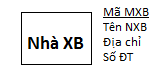 Nhà XB
Mã MXB
Tên NXB
Địa chỉ
Số ĐT